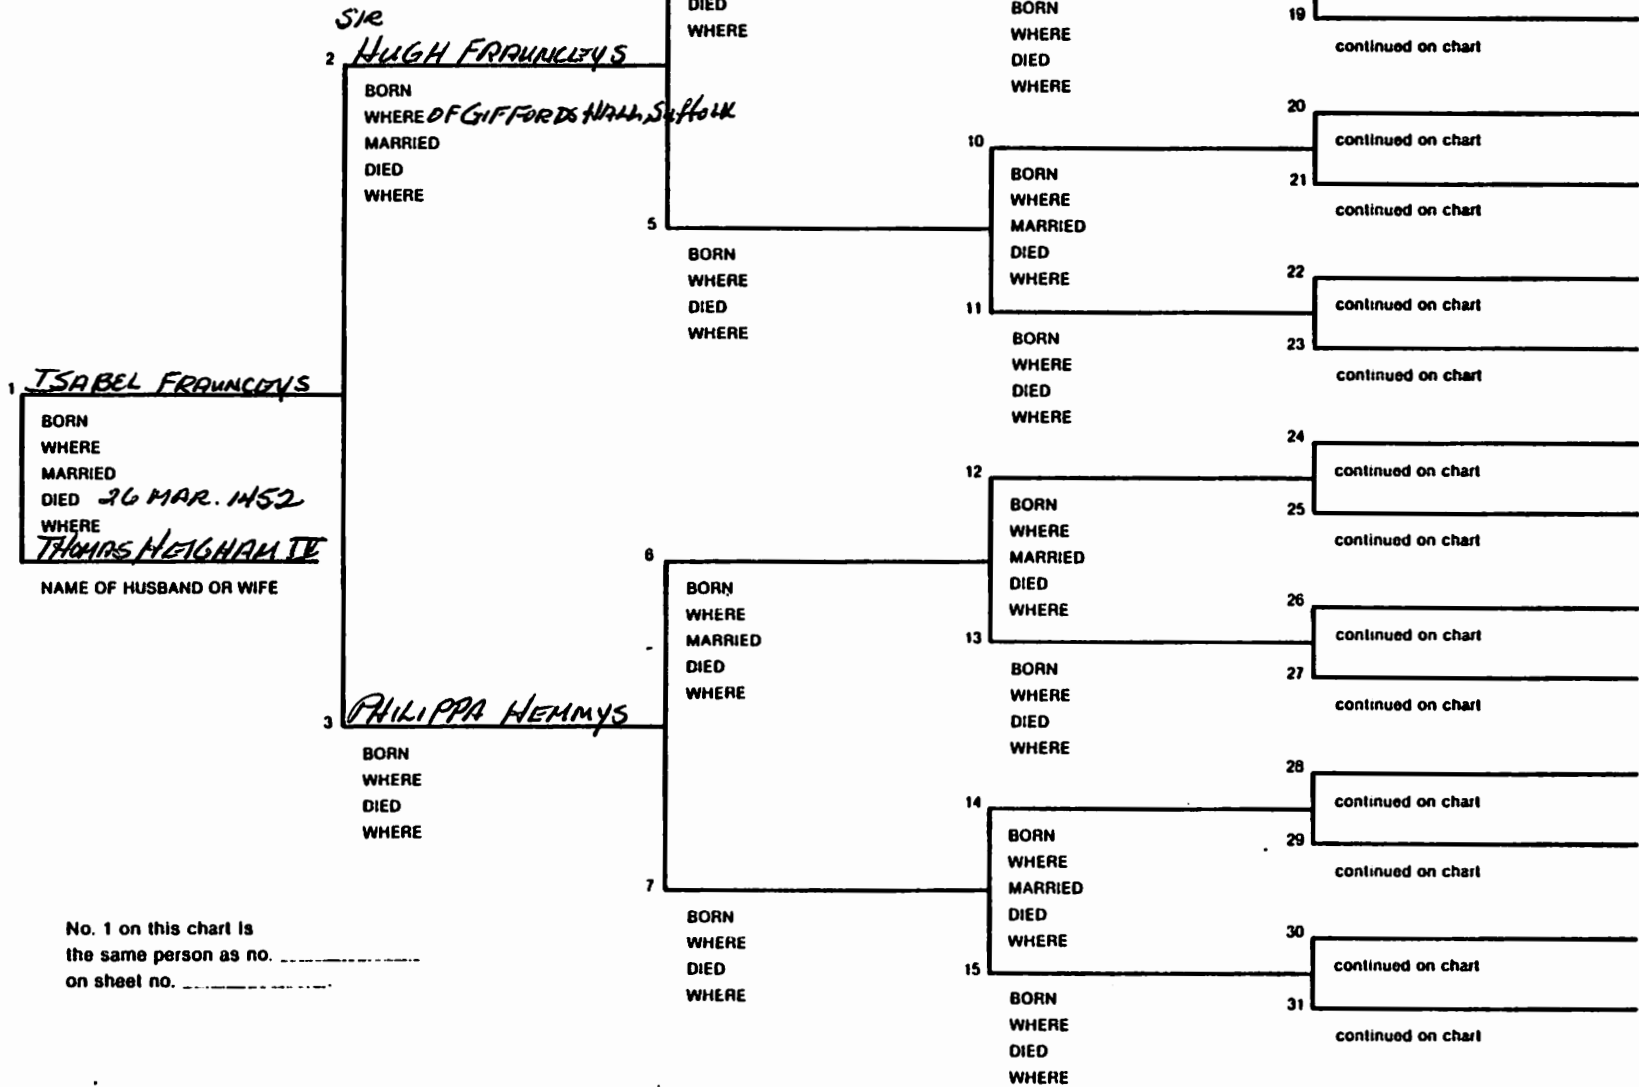 SIR
2 HUGH FRAUNCEYS
BORN
WHERE OF GIFFORDS HALL, SUFFOLK
MARRIED
DIED
WHERE
1 ISABEL FRAUNCEYS
BORN
WHERE
MARRIED
DIED 26 MAR. 1452
WHERE
THOMAS HEIGHAM IV
NAME OF HUSBAND OR WIFE
3 PHILIPPA HEMMYS
BORN
WHERE
DIED
WHERE
No. 1 on this chart is
the same person as no.
on sheet no.
DIED
WHERE
5
BORN
WHERE
DIED
WHERE
6
BORN
WHERE
MARRIED
DIED
WHERE
7
BORN
WHERE
DIED
WHERE
BORN
WHERE
DIED
WHERE
10
BORN
WHERE
MARRIED
DIED
WHERE
11
BORN
WHERE
DIED
WHERE
12
BORN
WHERE
MARRIED
DIED
WHERE
13
BORN
WHERE
DIED
WHERE
14
BORN
WHERE
MARRIED
DIED
WHERE
15
BORN
WHERE
DIED
WHERE
19
continued on chart
20
continued on chart
21
continued on chart
22
continued on chart
23
continued on chart
24
continued on chart
25
continued on chart
26
continued on chart
27
continued on chart
28
continued on chart
29
continued on chart
30
continued on chart
31
continued on chart